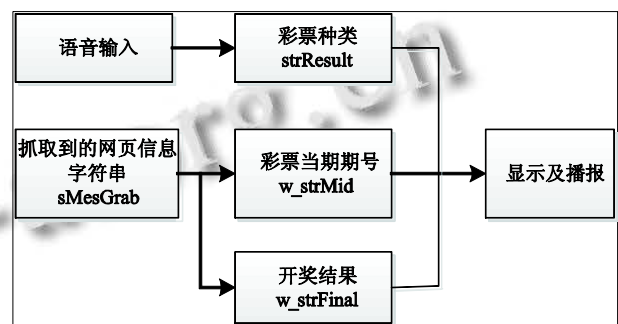 语音输入
彩票种类
strResult
抓取到的网页信息
字符串
sMesGrab
彩票当期期号
w_strMid
显示及播报
开奖结果
w_strFinal